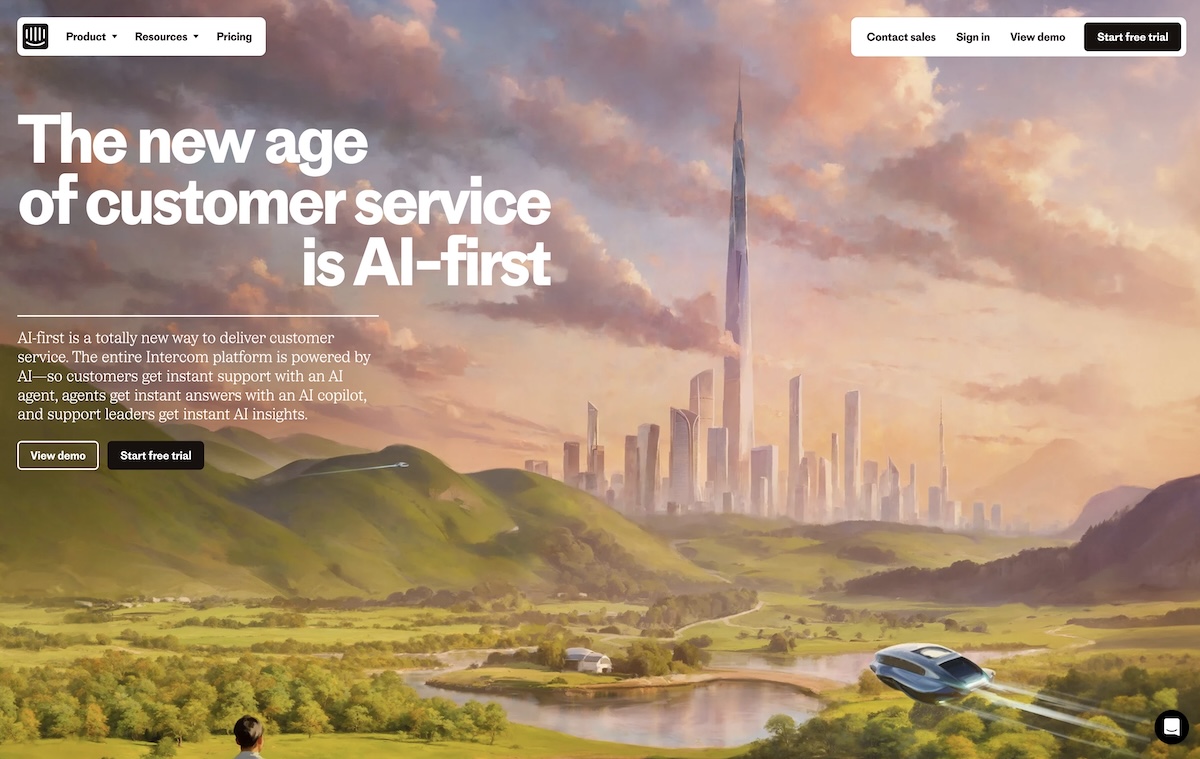 Product
Resources
Pricing
Contact sales
Sign in
View demo
Start free trial
The new age
of customer service
is AI-first
AI-first is a totally new way to deliver customer
service. The entire Intercom platform is powered by
AI—so customers get instant support with an AI
agent, agents get instant answers with an AI copilot,
and support leaders get instant AI insights.
View demo
Start free trial